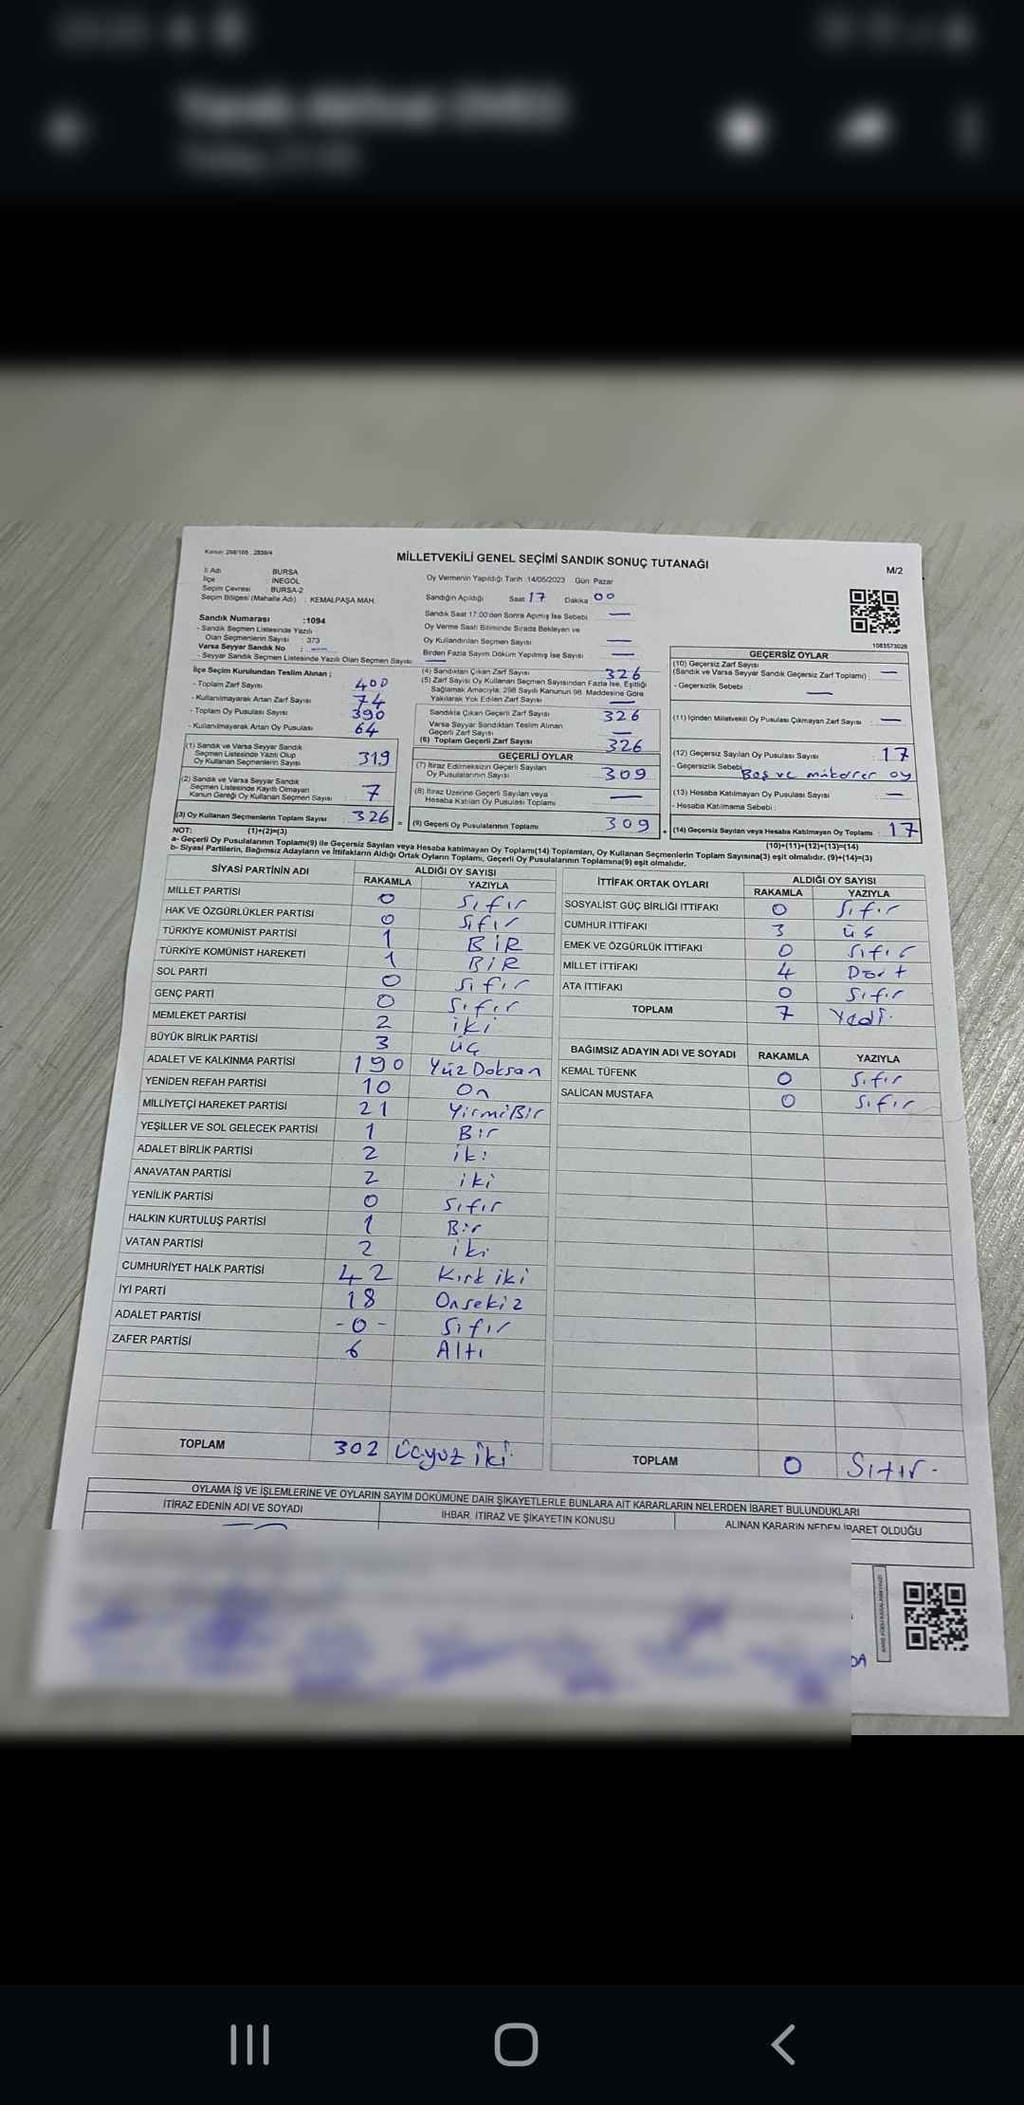 Kanun: 298/105, 2839/4
MİLLETVEKİLİ GENEL SEÇİMİ SANDIK SONUÇ TUTANAĞI
M/2
İl Adı : BURSA
İlçe : İNEGÖL
Seçim Çevresi : BURSA-2
Seçim Bölgesi (Mahalle Adı) : KEMALPAŞA MAH.
Oy Vermenin Yapıldığı Tarih :14/05/2023 Gün: Pazar
Sandığın Açıldığı Saat 17 Dakika 00
Sandık Saat 17:00'den Sonra Açılmış İse Sebebi —
Oy Verme Saati Bitiminde Sırada Bekleyen ve
Oy Kullandırılan Seçmen Sayısı —
Birden Fazla Sayım Döküm Yapılmış İse Sayısı —
1083573028
Sandık Numarası :1094
- Sandık Seçmen Listesinde Yazılı
Olan Seçmenlerin Sayısı : 373
Varsa Seyyar Sandık No : —
- Seyyar Sandık Seçmen Listesinde Yazılı Olan Seçmen Sayısı: —
İlçe Seçim Kurulundan Teslim Alınan ;
- Toplam Zarf Sayısı 400
- Kullanılmayarak Artan Zarf Sayısı 74
- Toplam Oy Pusulası Sayısı 390
- Kullanılmayarak Artan Oy Pusulası 64
(1) Sandık ve Varsa Seyyar Sandık
Seçmen Listesinde Yazılı Olup
Oy Kullanan Seçmenlerin Sayısı 319
(2) Sandık ve Varsa Seyyar Sandık
Seçmen Listesinde Kayıtlı Olmayan
Kanun Gereği Oy Kullanan Seçmen Sayısı 7
(3) Oy Kullanan Seçmenlerin Toplam Sayısı 326 =
(4) Sandıktan Çıkan Zarf Sayısı 326
(5) Zarf Sayısı Oy Kullanan Seçmen Sayısından Fazla İse, Eşitliği
Sağlamak Amacıyla; 298 Sayılı Kanunun 98. Maddesine Göre
Yakılarak Yok Edilen Zarf Sayısı —
Sandıkta Çıkan Geçerli Zarf Sayısı 326
Varsa Seyyar Sandıktan Teslim Alınan
Geçerli Zarf Sayısı —
(6) Toplam Geçerli Zarf Sayısı 326
GEÇERLİ OYLAR
(7) İtiraz Edilmeksizin Geçerli Sayılan
Oy Pusulalarının Sayısı 309
(8) İtiraz Üzerine Geçerli Sayılan veya
Hesaba Katılan Oy Pusulası Toplamı —
(9) Geçerli Oy Pusulalarının Toplamı 309 +
GEÇERSİZ OYLAR
(10) Geçersiz Zarf Sayısı
(Sandık ve Varsa Seyyar Sandık Geçersiz Zarf Toplamı) —
- Geçersizlik Sebebi —
(11) İçinden Milletvekili Oy Pusulası Çıkmayan Zarf Sayısı —
(12) Geçersiz Sayılan Oy Pusulası Sayısı 17
- Geçersizlik Sebebi Boş ve mükerrer oy
(13) Hesaba Katılmayan Oy Pusulası Sayısı —
- Hesaba Katılmama Sebebi :
(14) Geçersiz Sayılan veya Hesaba Katılmayan Oy Toplamı 17
NOT: (1)+(2)=(3)
(10)+(11)+(12)+(13)=(14)
a- Geçerli Oy Pusulaları Toplamı(9) ile Geçersiz Sayılan veya Hesaba katılmayan Oy Toplamı(14) Toplamları, Oy Kullanan Seçmenlerin Toplam Sayısına(3) eşit olmalıdır. (9)+(14)=(3)
b- Siyasi Partilerin, Bağımsız Adayların ve İttifakların Aldığı Ortak Oyların Toplamı, Geçerli Oy Pusulalarının Toplamına(9) eşit olmalıdır.
SİYASİ PARTİNİN ADI ALDIĞI OY SAYISI
RAKAMLA YAZIYLA
MİLLET PARTİSİ 0 Sıfır
HAK VE ÖZGÜRLÜKLER PARTİSİ 0 Sıfır
TÜRKİYE KOMÜNİST PARTİSİ 1 BİR
TÜRKİYE KOMÜNİST HAREKETİ 1 BİR
SOL PARTİ 0 Sıfır
GENÇ PARTİ 0 Sıfır
MEMLEKET PARTİSİ 2 iki
BÜYÜK BİRLİK PARTİSİ 3 üç
ADALET VE KALKINMA PARTİSİ 190 Yüz Doksan
YENİDEN REFAH PARTİSİ 10 On
MİLLİYETÇİ HAREKET PARTİSİ 21 YirmiBir
YEŞİLLER VE SOL GELECEK PARTİSİ 1 Bir
ADALET BİRLİK PARTİSİ 2 iki
ANAVATAN PARTİSİ 2 iki
YENİLİK PARTİSİ 0 Sıfır
HALKIN KURTULUŞ PARTİSİ 1 Bir
VATAN PARTİSİ 2 iki
CUMHURİYET HALK PARTİSİ 42 Kırk iki
İYİ PARTİ 18 Onsekiz
ADALET PARTİSİ -0- Sıfır
ZAFER PARTİSİ 6 Altı
TOPLAM 302 Üçyüz iki
İTTİFAK ORTAK OYLARI ALDIĞI OY SAYISI
RAKAMLA YAZIYLA
SOSYALİST GÜÇ BİRLİĞİ İTTİFAKI 0 Sıfır
CUMHUR İTTİFAKI 3 üç
EMEK VE ÖZGÜRLÜK İTTİFAKI 0 Sıfır
MİLLET İTTİFAKI 4 Dört
ATA İTTİFAKI 0 Sıfır
TOPLAM 7 Yedi.
BAĞIMSIZ ADAYIN ADI VE SOYADI RAKAMLA YAZIYLA
KEMAL TÜFENK 0 Sıfır
SALİCAN MUSTAFA 0 Sıfır
TOPLAM 0 Sıfır-
OYLAMA İŞ VE İŞLEMLERİNE VE OYLARIN SAYIM DÖKÜMÜNE DAİR ŞİKAYETLERLE BUNLARA AİT KARARLARIN NELERDEN İBARET BULUNDUKLARI
İTİRAZ EDENİN ADI VE SOYADI
İHBAR, İTİRAZ VE ŞİKAYETİN KONUSU
ALINAN KARARIN NEDEN İBARET OLDUĞU
DA